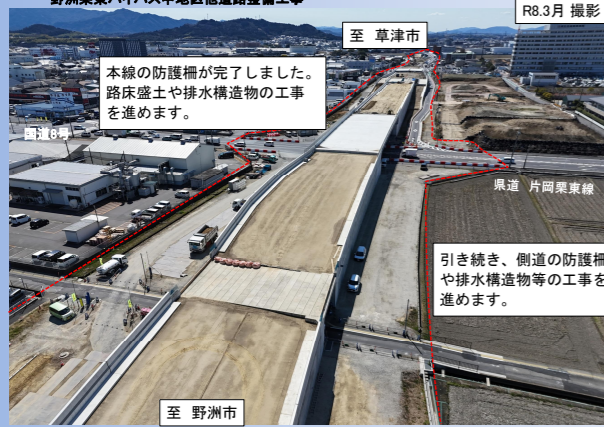 野洲栗東バイパス中地区他道路整備工事
R8.3月 撮影
至 草津市
本線の防護柵が完了しました。
路床盛土や排水構造物の工事
を進めます。
国道8号
県道 片岡栗東線
引き続き、側道の防護柵
や排水構造物等の工事を
進めます。
至 野洲市